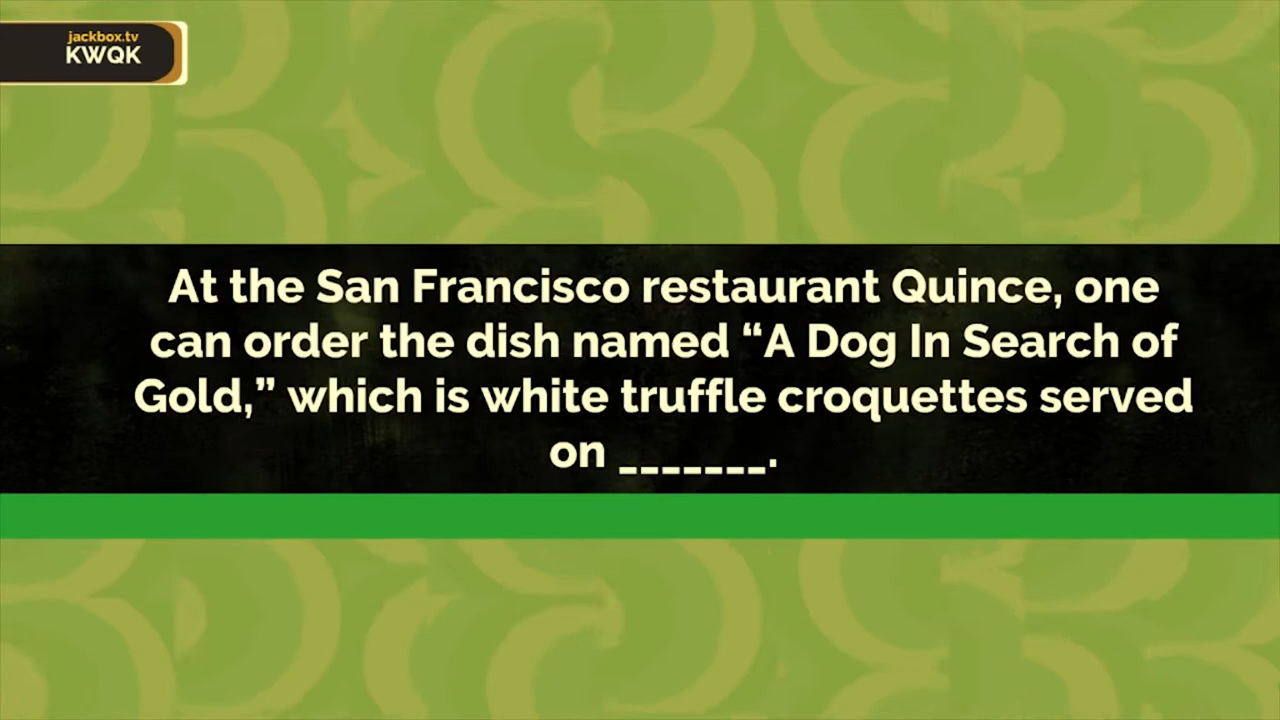 jackbox.tv
KWQK
At the San Francisco restaurant Quince, one
can order the dish named “A Dog In Search of
Gold,” which is white truffle croquettes served
on _______.